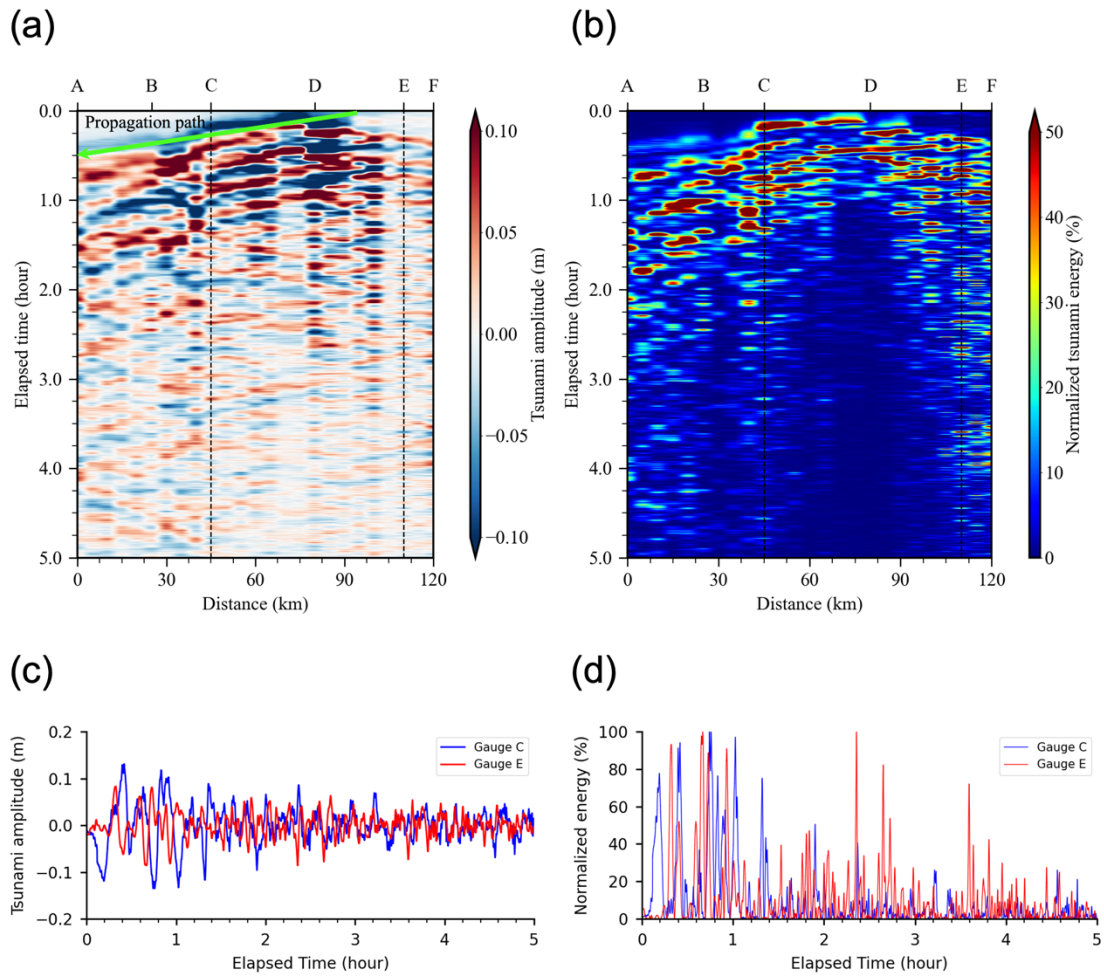 (a)
A B C D E F
Propagation path
0.0
1.0
2.0
3.0
4.0
5.0
Elapsed time (hour)
0 30 60 90 120
Distance (km)
0.10
0.05
0.00
−0.05
−0.10
Tsunami amplitude (m)
(b)
A B C D E F
0.0
1.0
2.0
3.0
4.0
5.0
Elapsed time (hour)
0 30 60 90 120
Distance (km)
50
40
30
20
10
0
Normalized tsunami energy (%)
(c)
0.2
0.1
0.0
−0.1
−0.2
Tsunami amplitude (m)
Gauge C
Gauge E
0 1 2 3 4 5
Elapsed Time (hour)
(d)
100
80
60
40
20
0
Normalized energy (%)
Gauge C
Gauge E
0 1 2 3 4 5
Elapsed Time (hour)